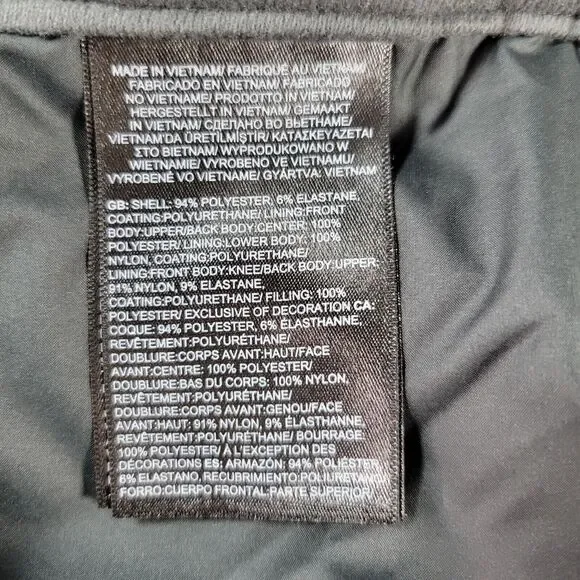 MADE IN VIETNAM/ FABRIQUÉ AU VIETNAM/
FABRICADO EN VIETNAM/ FABRICADO
NO VIETNAME/ PRODOTTO IN VIETNAM/
HERGESTELLT IN VIETNAM/ GEMAAKT
IN VIETNAM/ СДЕЛАНО ВО ВЬЕТНАМЕ/
VIETNAM'DA ÜRETİLMİŞTİR/ ΚΑΤΑΣΚΕΥΑΖΕΤΑΙ
ΣΤΟ ΒΙΕΤΝΑΜ/ WYPRODUKOWANO W
WIETNAMIE/ VYROBENO VE VIETNAMU/
VYROBENÉ VO VIETNAME/ GYÁRTVA: VIETNAM
GB: SHELL: 94% POLYESTER, 6% ELASTANE,
COATING:POLYURETHANE/ LINING:FRONT
BODY:UPPER/BACK BODY:CENTER: 100%
POLYESTER/ LINING:LOWER BODY: 100%
NYLON, COATING:POLYURETHANE/
LINING:FRONT BODY:KNEE/BACK BODY:UPPER:
91% NYLON, 9% ELASTANE,
COATING:POLYURETHANE/ FILLING: 100%
POLYESTER/ EXCLUSIVE OF DECORATION CA:
COQUE: 94% POLYESTER, 6% ÉLASTHANNE,
REVÊTEMENT:POLYURÉTHANE/
DOUBLURE:CORPS AVANT:HAUT/FACE
AVANT:CENTRE: 100% POLYESTER/
DOUBLURE:BAS DU CORPS: 100% NYLON,
REVÊTEMENT:POLYURÉTHANE/
DOUBLURE:CORPS AVANT:GENOU/FACE
AVANT:HAUT: 91% NYLON, 9% ÉLASTHANNE,
REVÊTEMENT:POLYURÉTHANE/ BOURRAGE:
100% POLYESTER/ À L'EXCEPTION DES
DÉCORATIONS ES: ARMAZÓN: 94% POLIÉSTER,
6% ELASTANO, RECUBRIMIENTO:POLIURETANO/
FORRO:CUERPO FRONTAL:PARTE SUPERIOR/